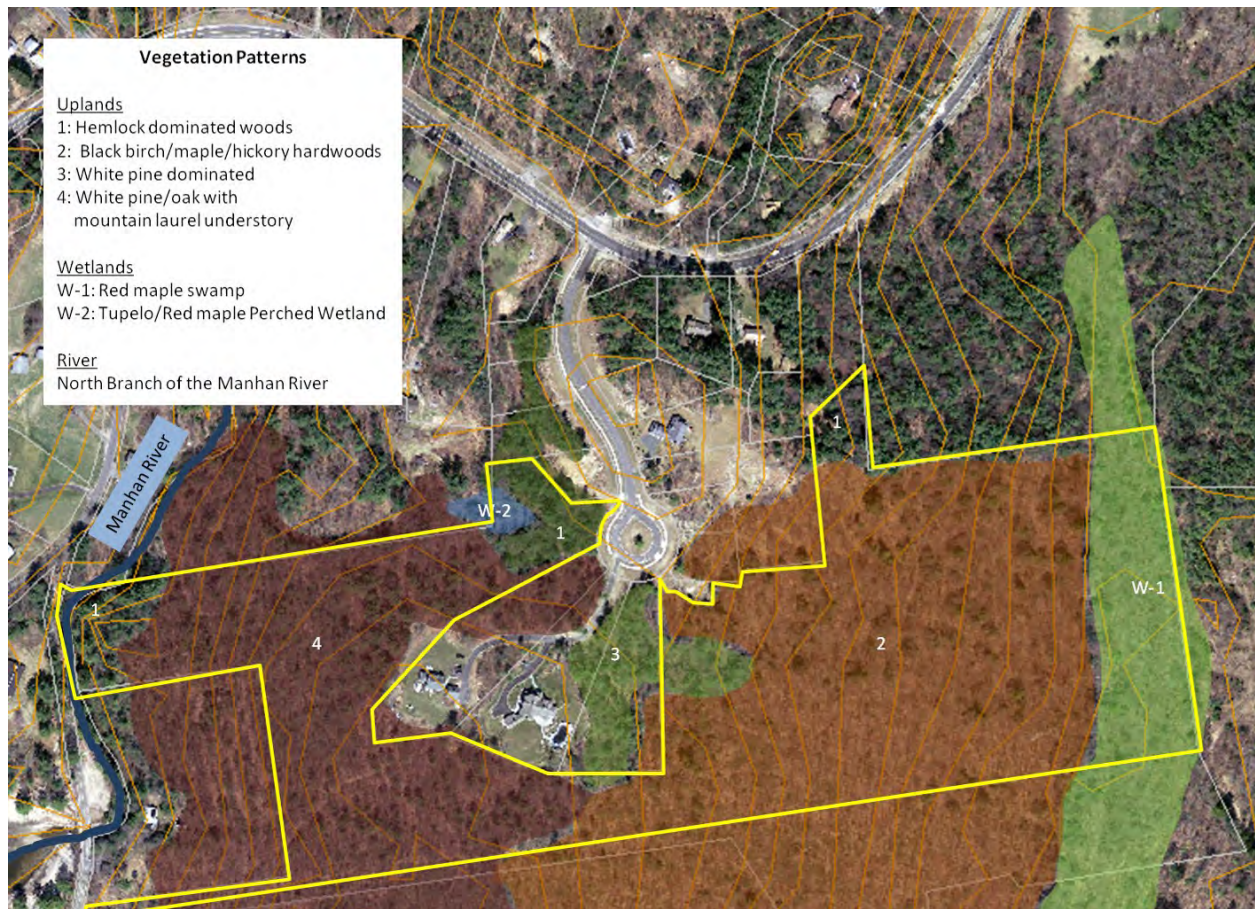 Vegetation Patterns
Uplands
1: Hemlock dominated woods
2: Black birch/maple/hickory hardwoods
3: White pine dominated
4: White pine/oak with
mountain laurel understory
Wetlands
W-1: Red maple swamp
W-2: Tupelo/Red maple Perched Wetland
River
North Branch of the Manhan River
Manhan River
1
W-2
1
1
W-1
4
3
2